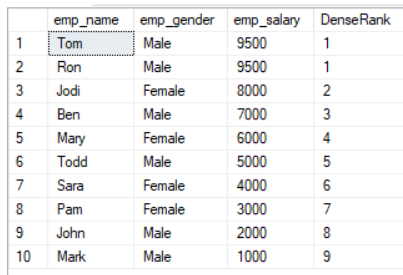 emp_name emp_gender emp_salary DenseRank
1 Tom Male 9500 1
2 Ron Male 9500 1
3 Jodi Female 8000 2
4 Ben Male 7000 3
5 Mary Female 6000 4
6 Todd Male 5000 5
7 Sara Female 4000 6
8 Pam Female 3000 7
9 John Male 2000 8
10 Mark Male 1000 9